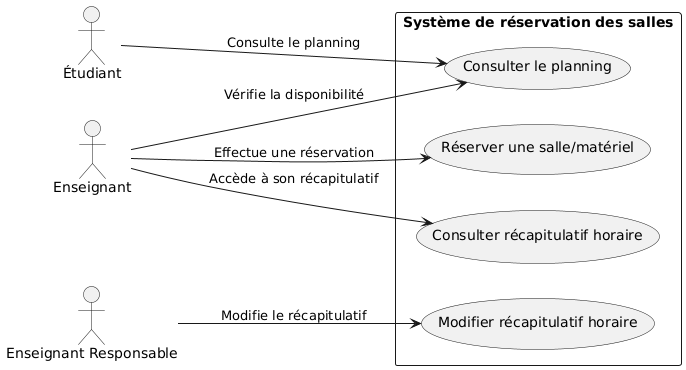 Système de réservation des salles
Consulte le planning
Consulter le planning
Étudiant
Vérifie la disponibilité
Réserver une salle/matériel
Effectue une réservation
Accède à son récapitulatif
Enseignant
Consulter récapitulatif horaire
Modifie le récapitulatif
Modifier récapitulatif horaire
Enseignant Responsable